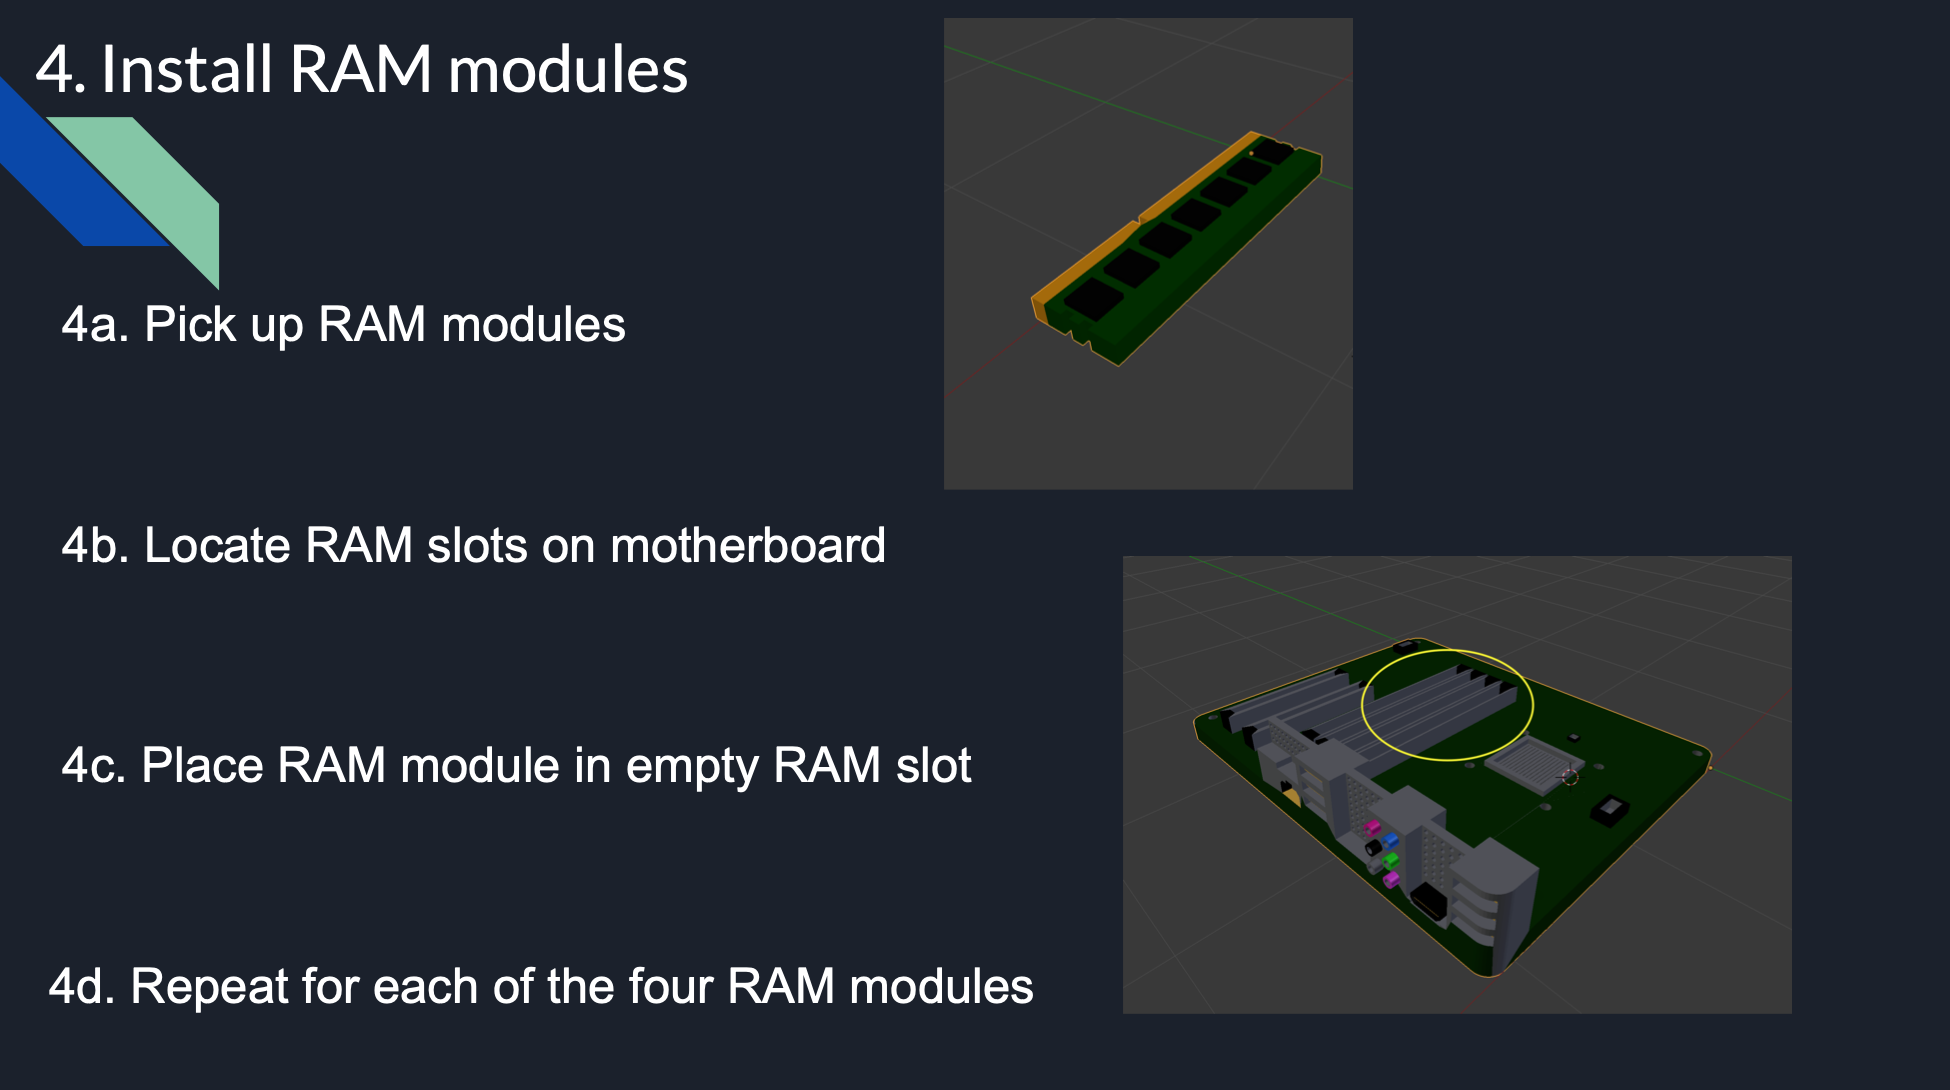 4. Install RAM modules
4a. Pick up RAM modules
4b. Locate RAM slots on motherboard
4c. Place RAM module in empty RAM slot
4d. Repeat for each of the four RAM modules